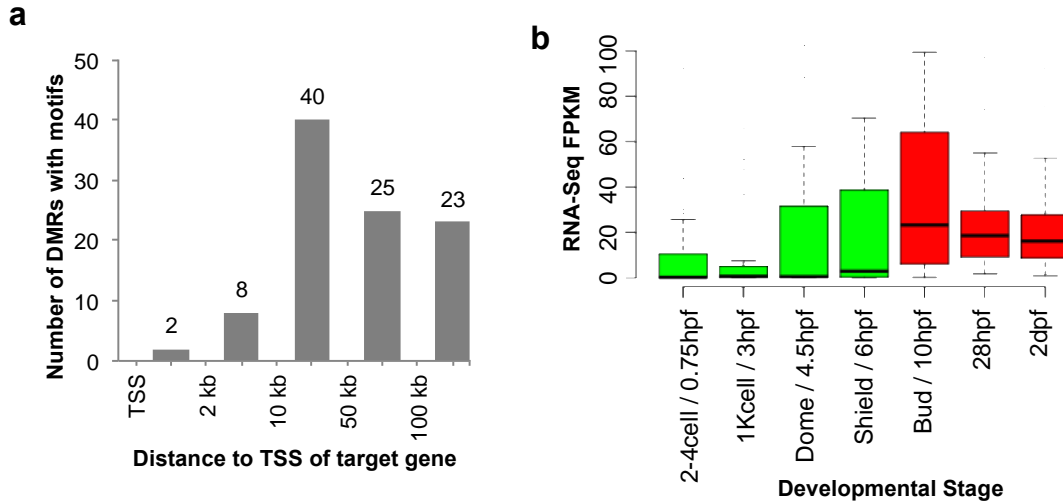 a
Number of DMRs with motifs
50
40
30
20
10
0
2
8
40
25
23
TSS
2 kb
10 kb
50 kb
100 kb
Distance to TSS of target gene
b
RNA-Seq FPKM
100
80
60
40
20
0
2-4cell / 0.75hpf
1Kcell / 3hpf
Dome / 4.5hpf
Shield / 6hpf
Bud / 10hpf
28hpf
2dpf
Developmental Stage